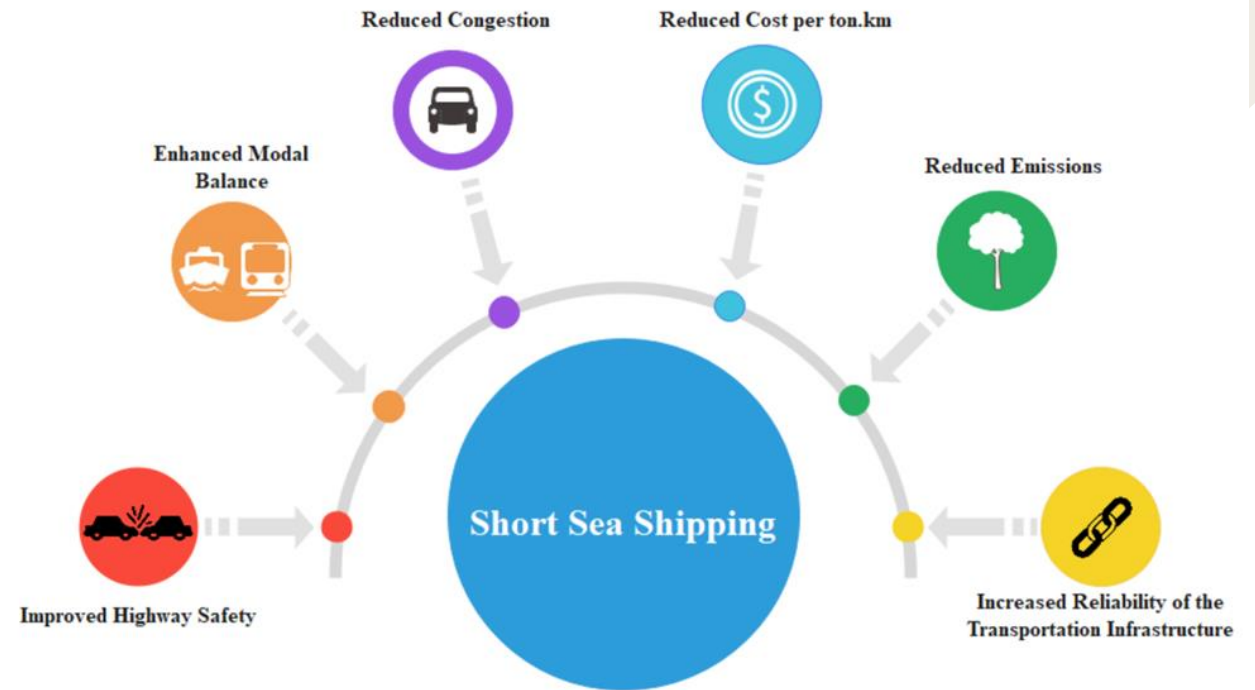 Reduced Congestion
Reduced Cost per ton.km
Enhanced Modal
Balance
Reduced Emissions
$
Short Sea Shipping
Improved Highway Safety
Increased Reliability of the
Transportation Infrastructure